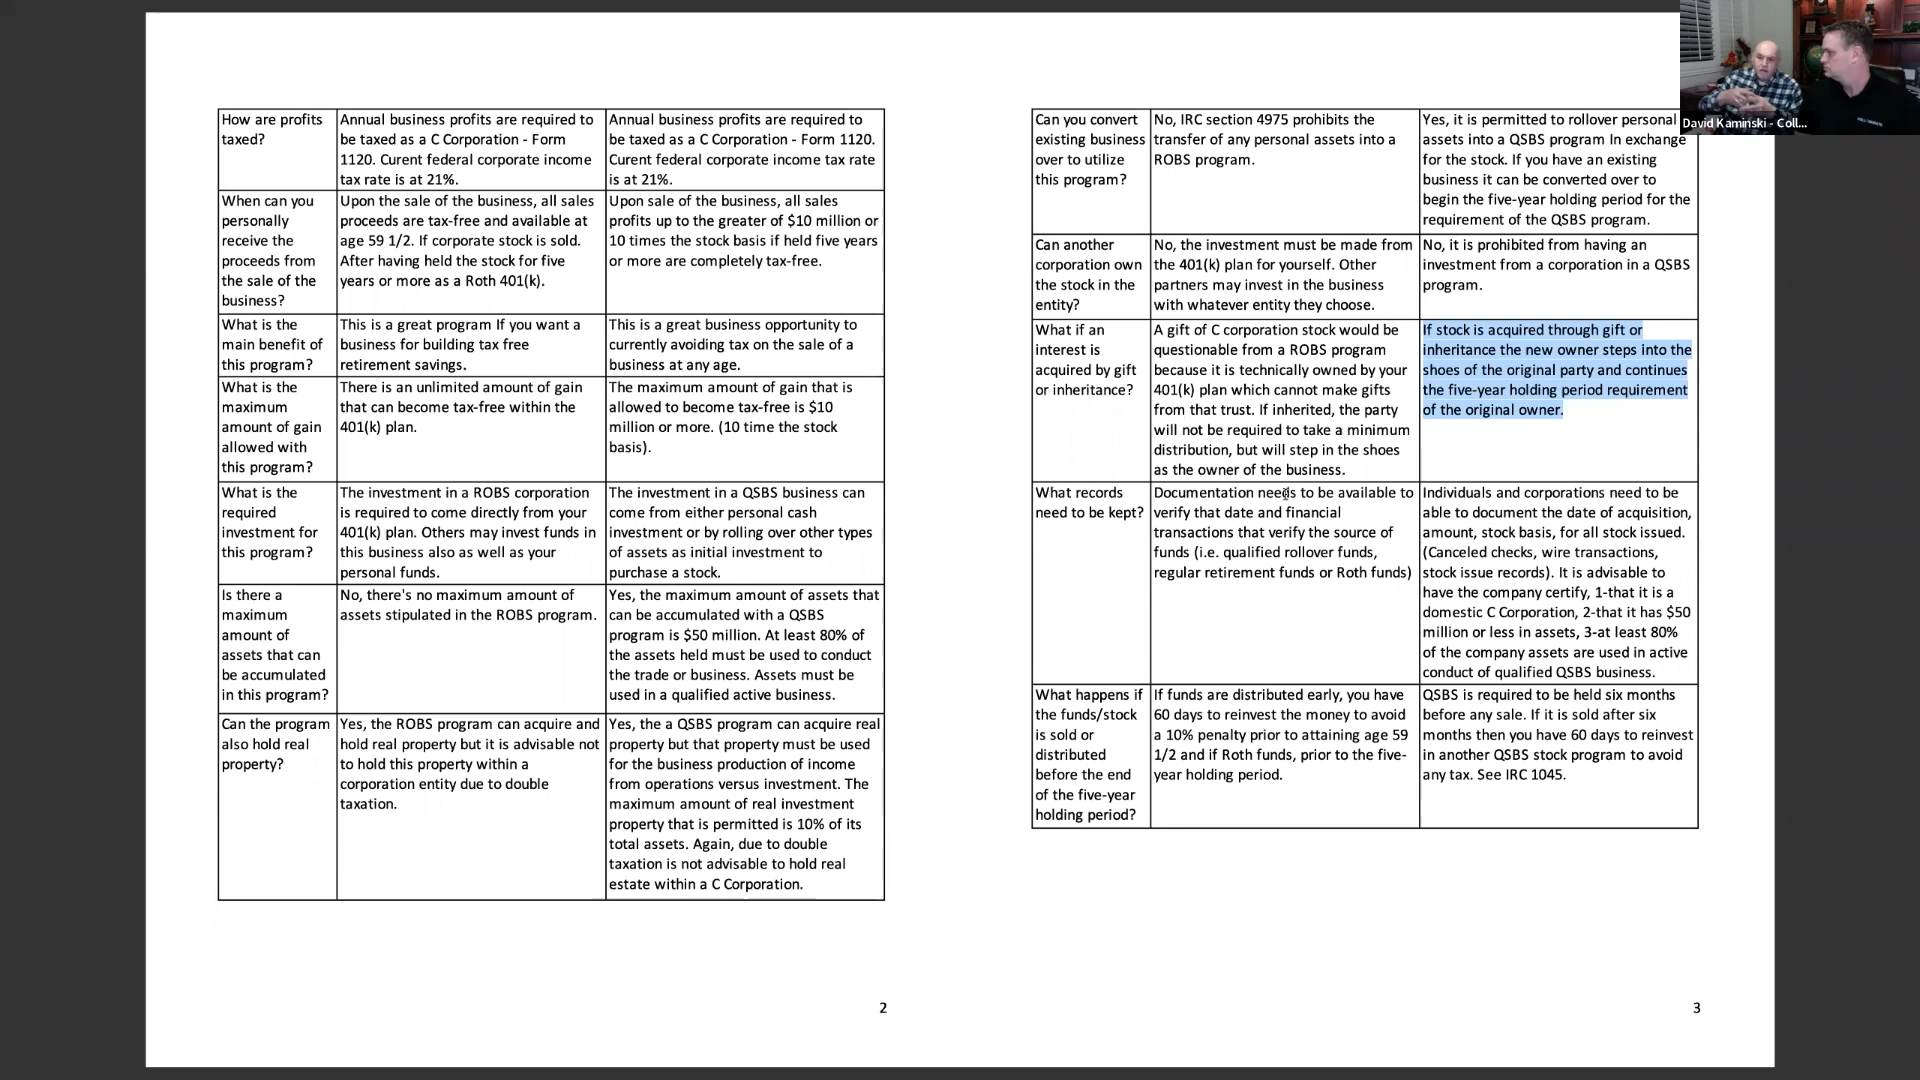 How are profits
taxed?
Annual business profits are required to
be taxed as a C Corporation - Form
1120. Curent federal corporate income
tax rate is at 21%.
Annual business profits are required to
be taxed as a C Corporation - Form 1120.
Curent federal corporate income tax rate
is at 21%.
When can you
personally
receive the
proceeds from
the sale of the
business?
Upon the sale of the business, all sales
proceeds are tax-free and available at
age 59 1/2. If corporate stock is sold.
After having held the stock for five
years or more as a Roth 401(k).
Upon sale of the business, all sales
profits up to the greater of $10 million or
10 times the stock basis if held five years
or more are completely tax-free.
What is the
main benefit of
this program?
This is a great program If you want a
business for building tax free
retirement savings.
This is a great business opportunity to
currently avoiding tax on the sale of a
business at any age.
What is the
maximum
amount of gain
allowed with
this program?
There is an unlimited amount of gain
that can become tax-free within the
401(k) plan.
The maximum amount of gain that is
allowed to become tax-free is $10
million or more. (10 time the stock
basis).
What is the
required
investment for
this program?
The investment in a ROBS corporation
is required to come directly from your
401(k) plan. Others may invest funds in
this business also as well as your
personal funds.
The investment in a QSBS business can
come from either personal cash
investment or by rolling over other types
of assets as initial investment to
purchase a stock.
Is there a
maximum
amount of
assets that can
be accumulated
in this program?
No, there's no maximum amount of
assets stipulated in the ROBS program.
Yes, the maximum amount of assets that
can be accumulated with a QSBS
program is $50 million. At least 80% of
the assets held must be used to conduct
the trade or business. Assets must be
used in a qualified active business.
Can the program
also hold real
property?
Yes, the ROBS program can acquire and
hold real property but it is advisable not
to hold this property within a
corporation entity due to double
taxation.
Yes, the a QSBS program can acquire real
property but that property must be used
for the business production of income
from operations versus investment. The
maximum amount of real investment
property that is permitted is 10% of its
total assets. Again, due to double
taxation is not advisable to hold real
estate within a C Corporation.
2
Can you convert
existing business
over to utilize
this program?
No, IRC section 4975 prohibits the
transfer of any personal assets into a
ROBS program.
Yes, it is permitted to rollover personal
assets into a QSBS program In exchange
for the stock. If you have an existing
business it can be converted over to
begin the five-year holding period for the
requirement of the QSBS program.
Can another
corporation own
the stock in the
entity?
No, the investment must be made from
the 401(k) plan for yourself. Other
partners may invest in the business
with whatever entity they choose.
No, it is prohibited from having an
investment from a corporation in a QSBS
program.
What if an
interest is
acquired by gift
or inheritance?
A gift of C corporation stock would be
questionable from a ROBS program
because it is technically owned by your
401(k) plan which cannot make gifts
from that trust. If inherited, the party
will not be required to take a minimum
distribution, but will step in the shoes
as the owner of the business.
If stock is acquired through gift or
inheritance the new owner steps into the
shoes of the original party and continues
the five-year holding period requirement
of the original owner.
What records
need to be kept?
Documentation needs to be available to
verify that date and financial
transactions that verify the source of
funds (i.e. qualified rollover funds,
regular retirement funds or Roth funds)
Individuals and corporations need to be
able to document the date of acquisition,
amount, stock basis, for all stock issued.
(Canceled checks, wire transactions,
stock issue records). It is advisable to
have the company certify, 1-that it is a
domestic C Corporation, 2-that it has $50
million or less in assets, 3-at least 80%
of the company assets are used in active
conduct of qualified QSBS business.
What happens if
the funds/stock
is sold or
distributed
before the end
of the five-year
holding period?
If funds are distributed early, you have
60 days to reinvest the money to avoid
a 10% penalty prior to attaining age 59
1/2 and if Roth funds, prior to the five-
year holding period.
QSBS is required to be held six months
before any sale. If it is sold after six
months then you have 60 days to reinvest
in another QSBS stock program to avoid
any tax. See IRC 1045.
3
David Kaminski - Coll...